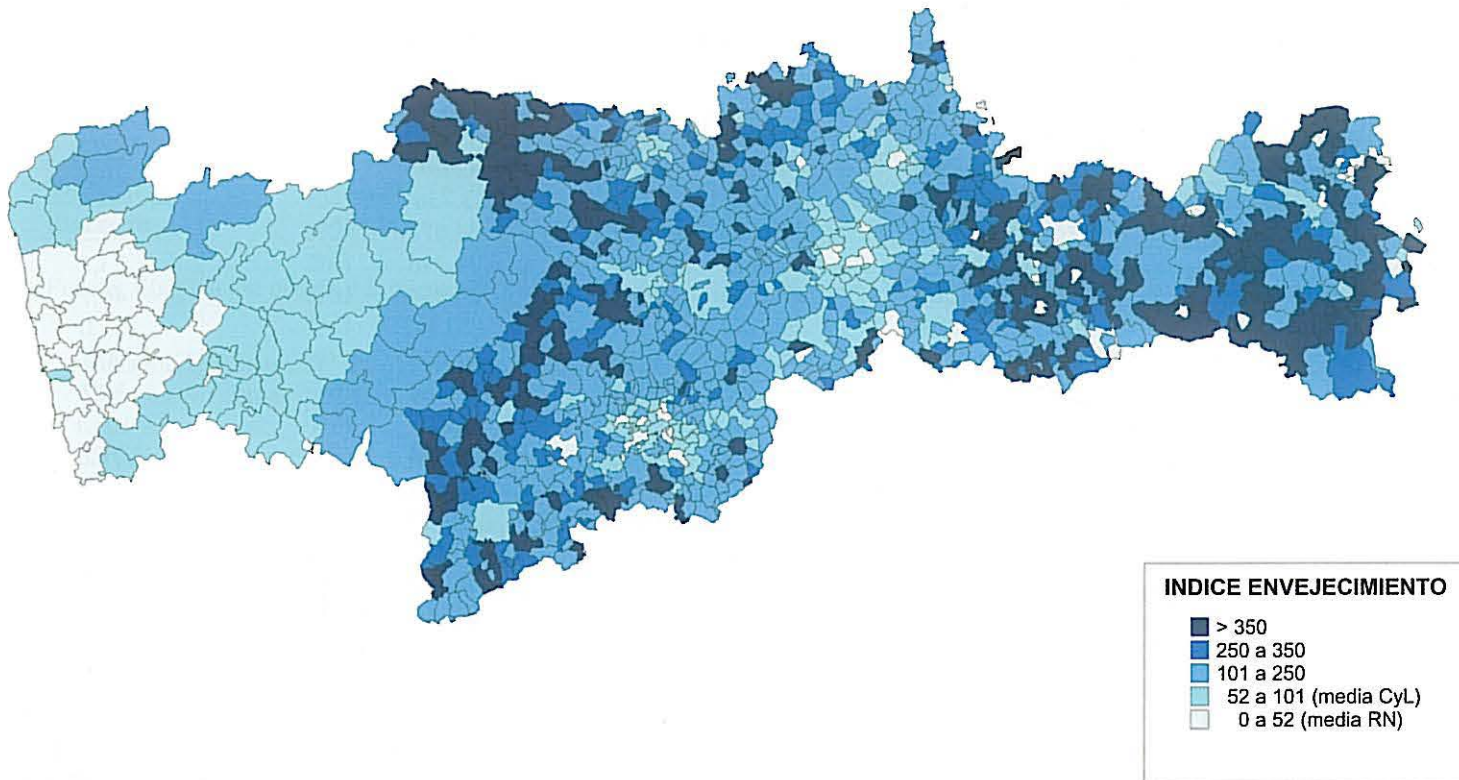 INDICE ENVEJECIMIENTO
> 350
250 a 350
101 a 250
52 a 101 (media CyL)
0 a 52 (media RN)